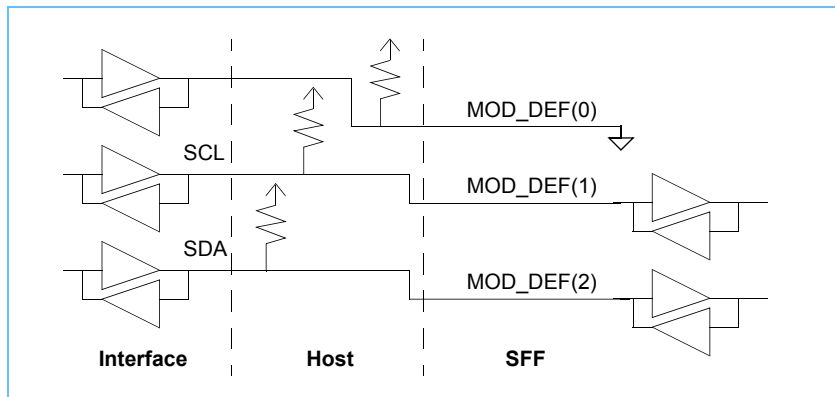 MOD_DEF(0)
SCL
MOD_DEF(1)
SDA
MOD_DEF(2)
Interface Host SFF